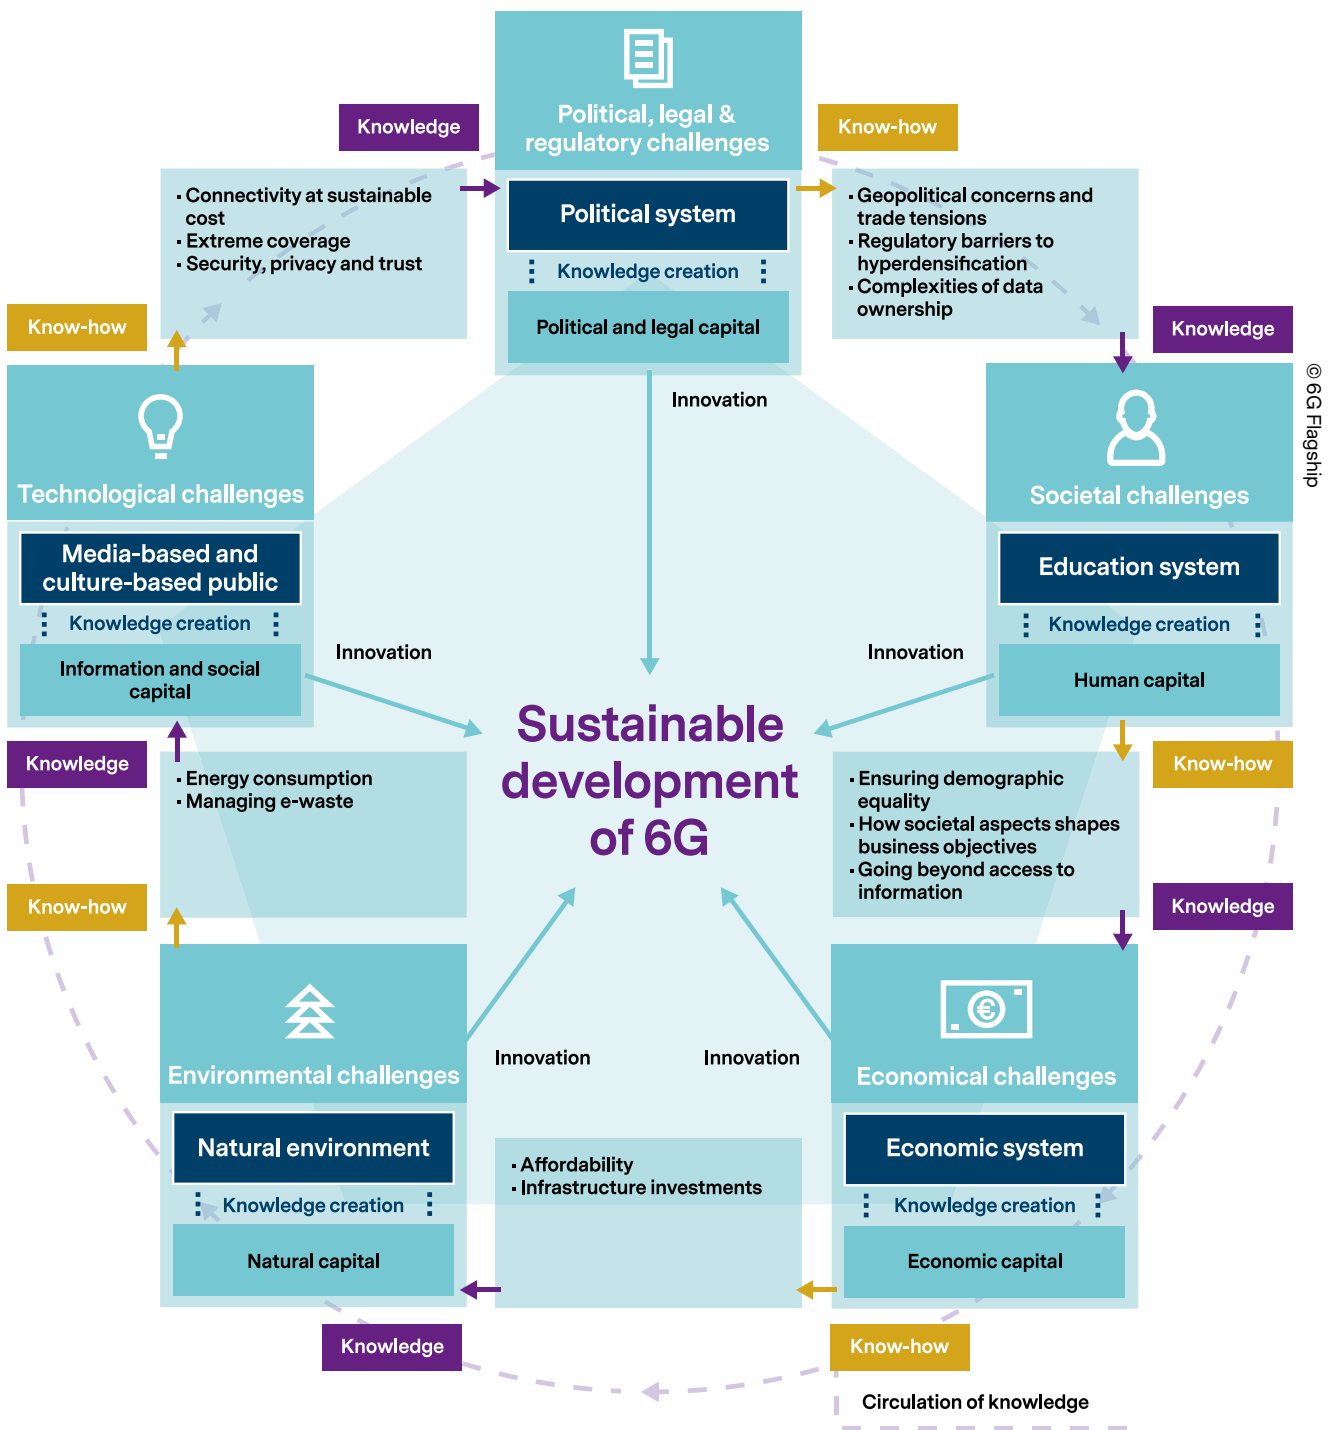 Political, legal &
regulatory challenges
Knowledge
Know-how
Political system
Knowledge creation
Political and legal capital
· Connectivity at sustainable
cost
· Extreme coverage
· Security, privacy and trust
· Geopolitical concerns and
trade tensions
· Regulatory barriers to
hyperdensification
· Complexities of data
ownership
Know-how
Knowledge
© 6G Flagship
Innovation
Technological challenges
Media-based and
culture-based public
Knowledge creation
Information and social
capital
Societal challenges
Education system
Knowledge creation
Human capital
Innovation
Innovation
Sustainable
development
of 6G
Knowledge
Know-how
· Energy consumption
· Managing e-waste
· Ensuring demographic
equality
· How societal aspects shapes
business objectives
· Going beyond access to
information
Know-how
Knowledge
Environmental challenges
Natural environment
Knowledge creation
Natural capital
Innovation
Innovation
Economical challenges
Economic system
Knowledge creation
Economic capital
· Affordability
· Infrastructure investments
Knowledge
Know-how
Circulation of knowledge